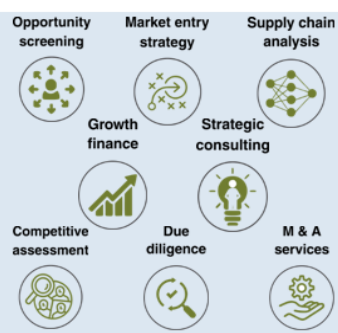 Opportunity
screening
Market entry
strategy
Supply chain
analysis
Growth
finance
Strategic
consulting
Competitive
assessment
Due
diligence
M & A
services